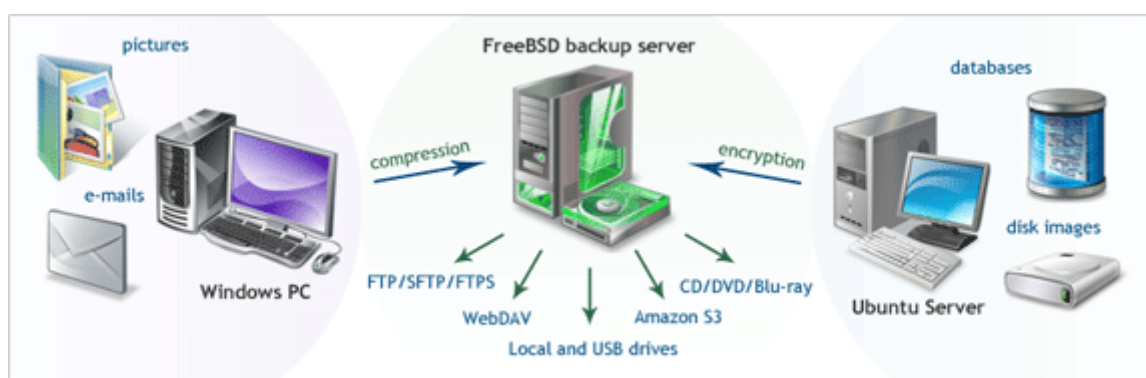 pictures
e-mails
Windows PC
compression
FreeBSD backup server
FTP/SFTP/FTPS
WebDAV
Local and USB drives
Amazon S3
CD/DVD/Blu-ray
encryption
databases
disk images
Ubuntu Server